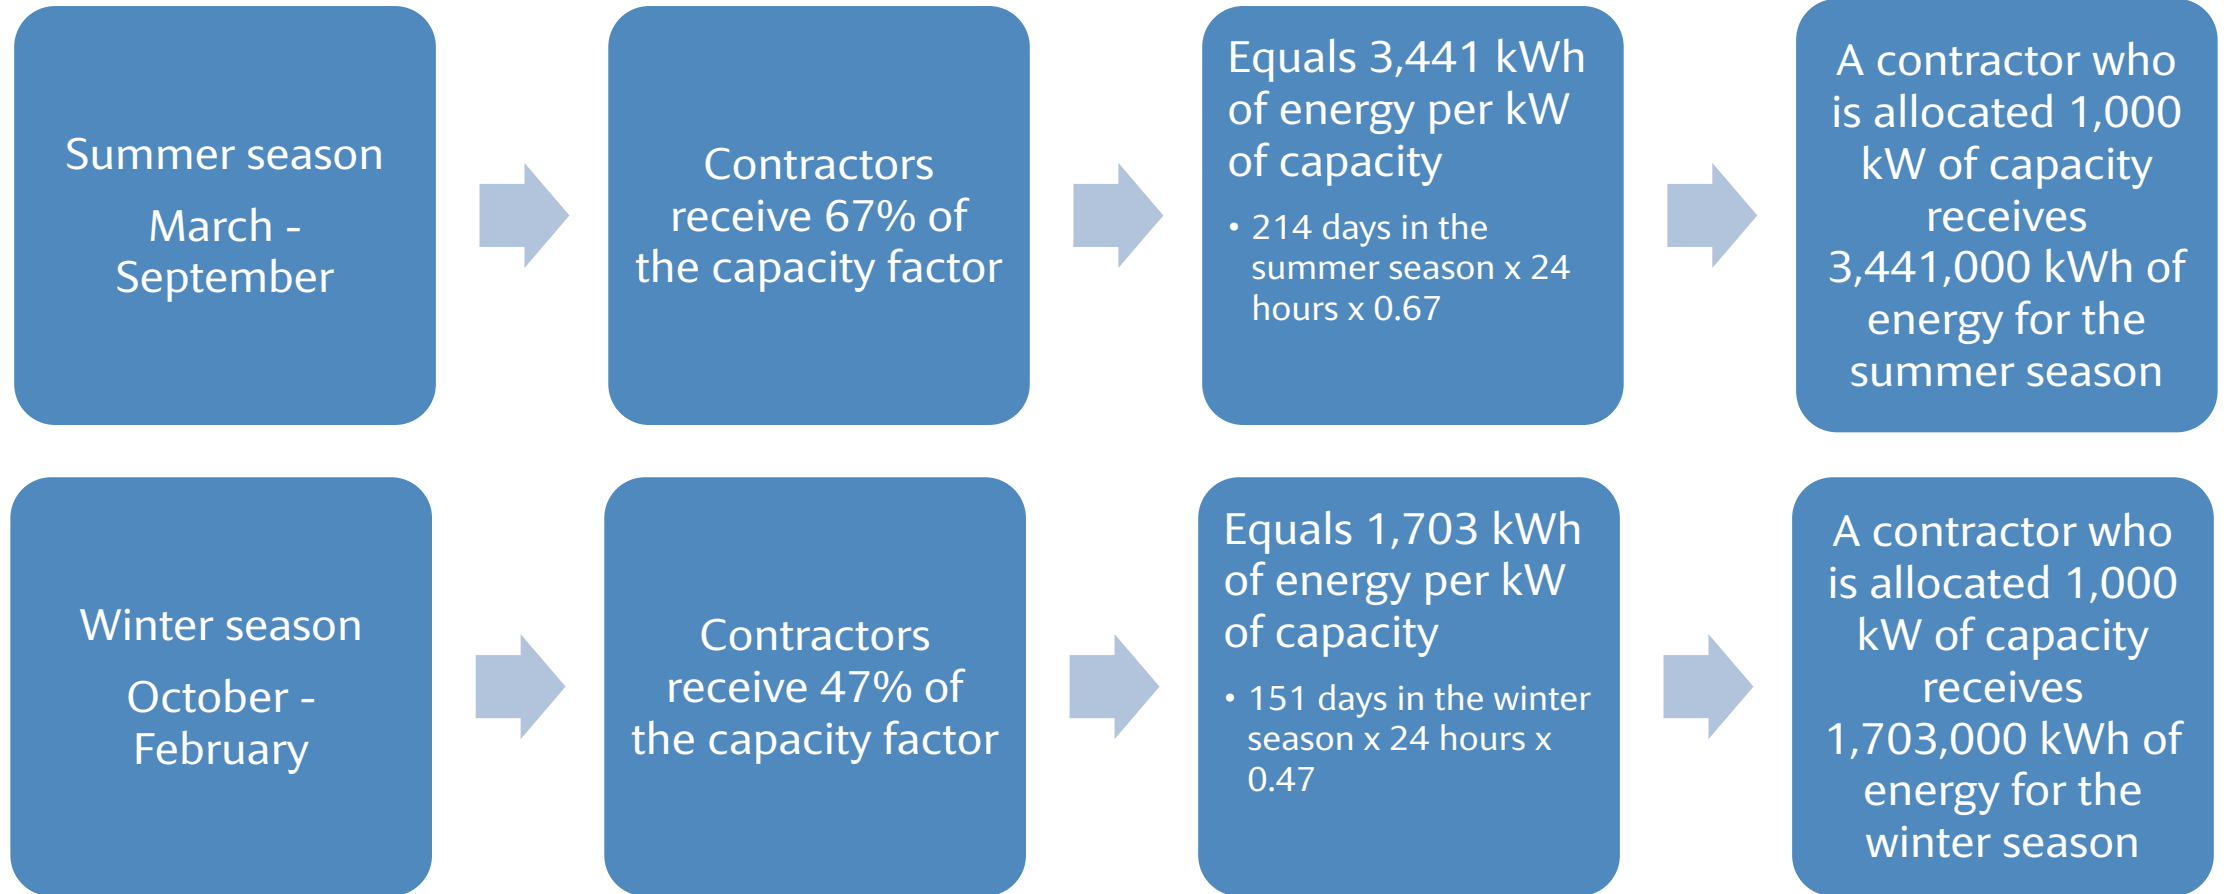 Summer season
March -
September
Contractors
receive 67% of
the capacity factor
Equals 3,441 kWh
of energy per kW
of capacity
• 214 days in the
summer season x 24
hours x 0.67
A contractor who
is allocated 1,000
kW of capacity
receives
3,441,000 kWh of
energy for the
summer season
Winter season
October -
February
Contractors
receive 47% of
the capacity factor
Equals 1,703 kWh
of energy per kW
of capacity
• 151 days in the winter
season x 24 hours x
0.47
A contractor who
is allocated 1,000
kW of capacity
receives
1,703,000 kWh of
energy for the
winter season